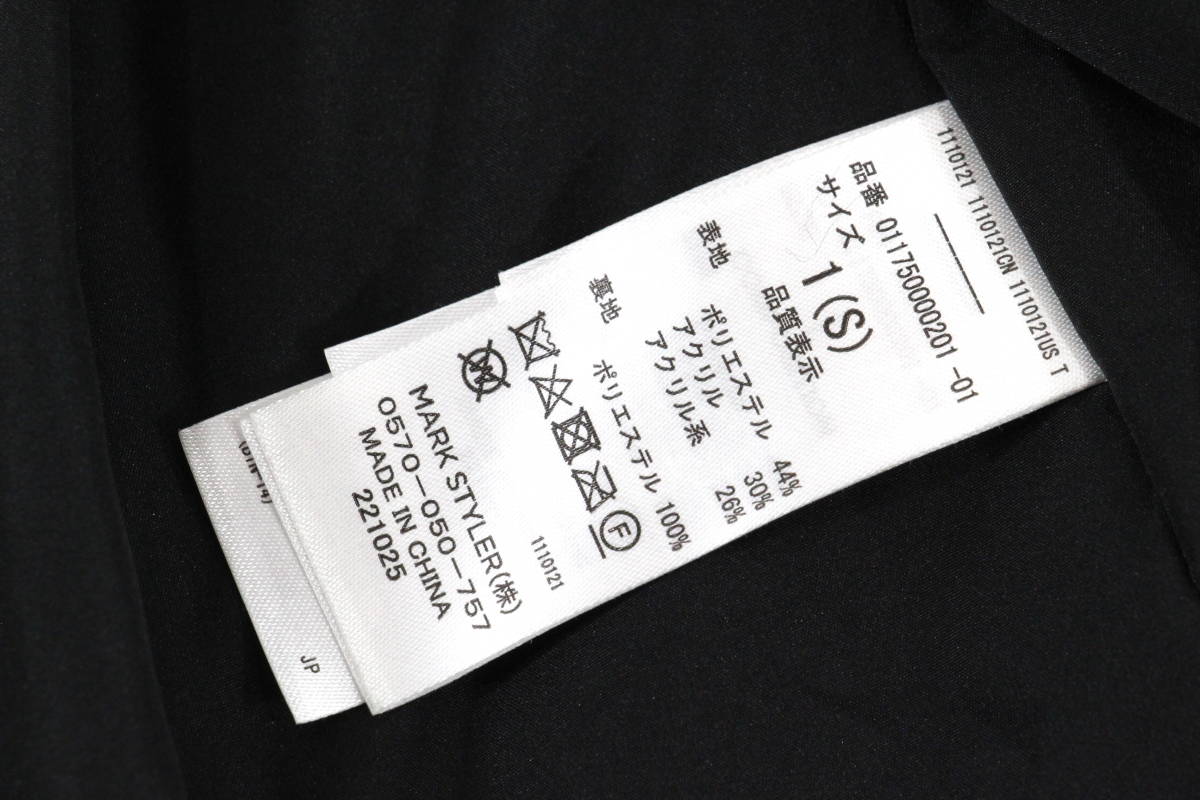 1110121 1110121CN 1110121US T
品番 011750000201 -01
サイズ 1(S)
品質表示
表地 ポリエステル 44%
アクリル 30%
アクリル系 26%
裏地 ポリエステル 100%
F
1110121
W
MARK STYLER(株)
0570-050-757
MADE IN CHINA
221025
JP